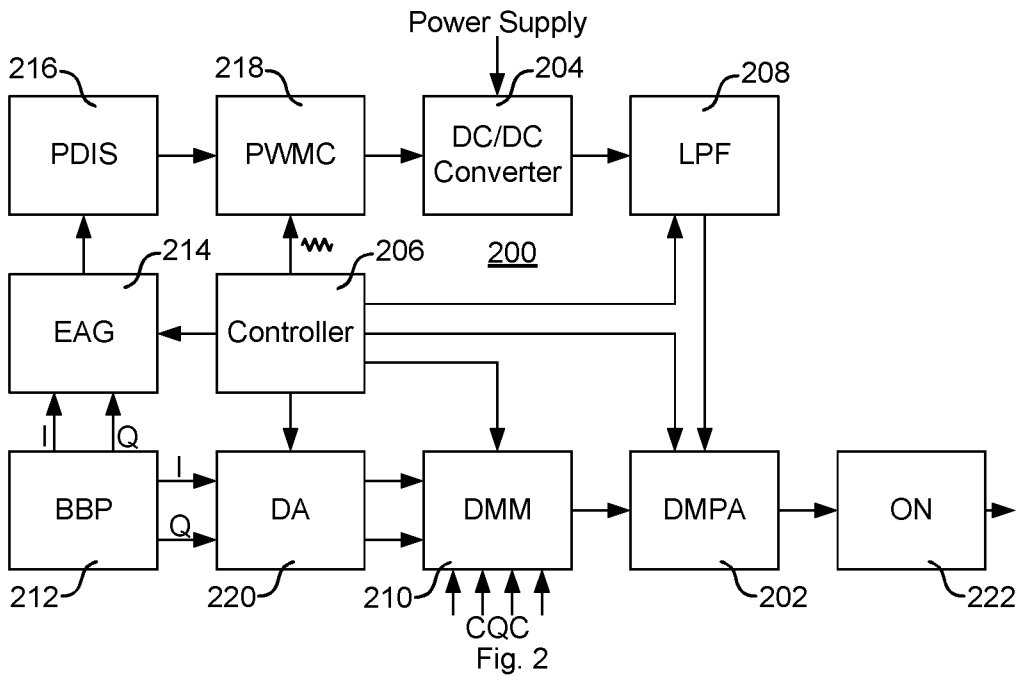 Power Supply
216
218
204
208
PDIS
PWMC
DC/DC
Converter
LPF
214
206
200
EAG
Controller
I
Q
I
Q
BBP
DA
DMM
DMPA
ON
212
220
210
202
222
CQC
Fig. 2